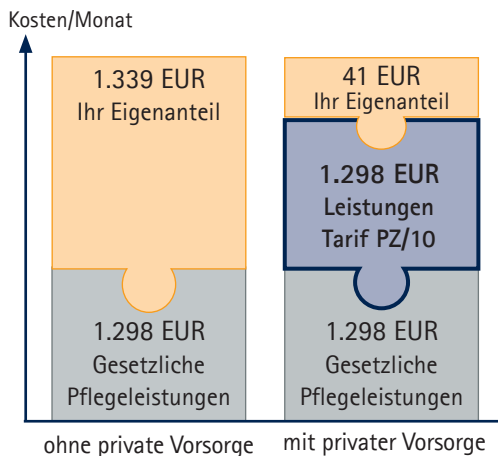 Kosten/Monat
1.339 EUR
Ihr Eigenanteil
1.298 EUR
Gesetzliche
Pflegeleistungen
ohne private Vorsorge
41 EUR
Ihr Eigenanteil
1.298 EUR
Leistungen
Tarif PZ/10
1.298 EUR
Gesetzliche
Pflegeleistungen
mit privater Vorsorge